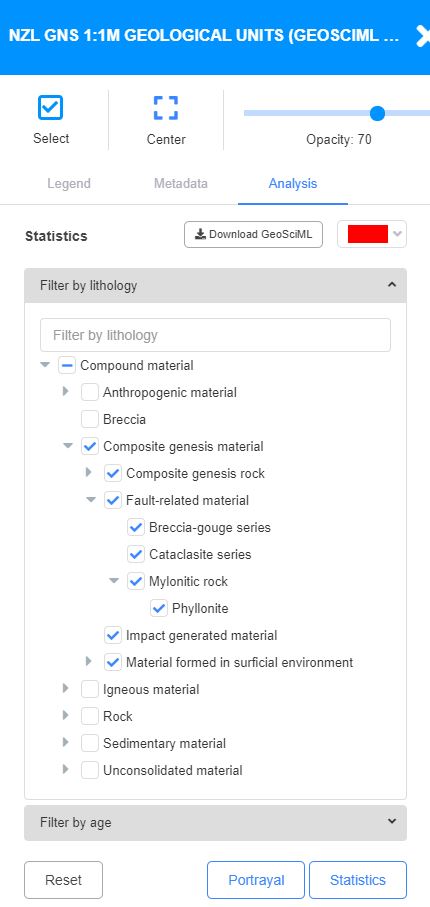 NZL GNS 1:1M GEOLOGICAL UNITS (GEOSCIML ...
Select
Center
Opacity: 70
Legend
Metadata
Analysis
Statistics
Download GeoSciML
Filter by lithology
Filter by lithology
Compound material
Anthropogenic material
Breccia
Composite genesis material
Composite genesis rock
Fault-related material
Breccia-gouge series
Cataclasite series
Mylonitic rock
Phyllonite
Impact generated material
Material formed in surficial environment
Igneous material
Rock
Sedimentary material
Unconsolidated material
Filter by age
Reset
Portrayal
Statistics